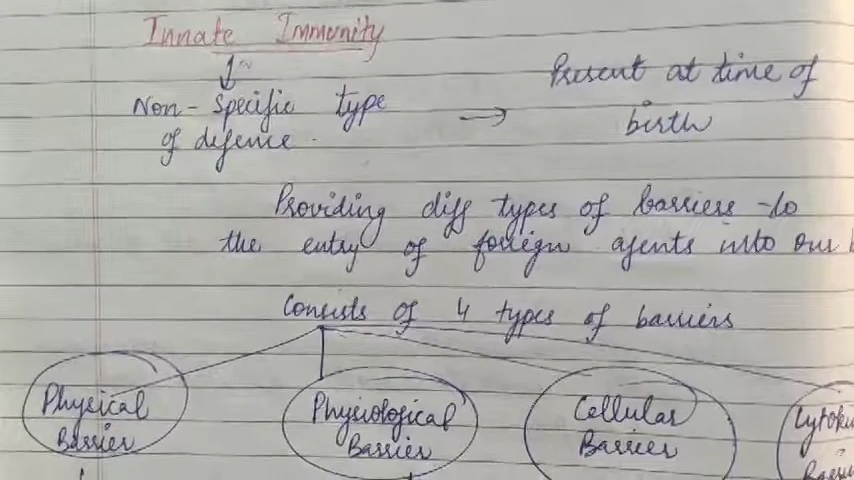 Innate Immunity
Non-Specific type
of defence.
→ Present at time of
birth
Providing diff types of barriers to
the entry of foreign agents into our
Consists of 4 types of barriers
Physical
Barrier
Physiological
Barrier
Cellular
Barrier